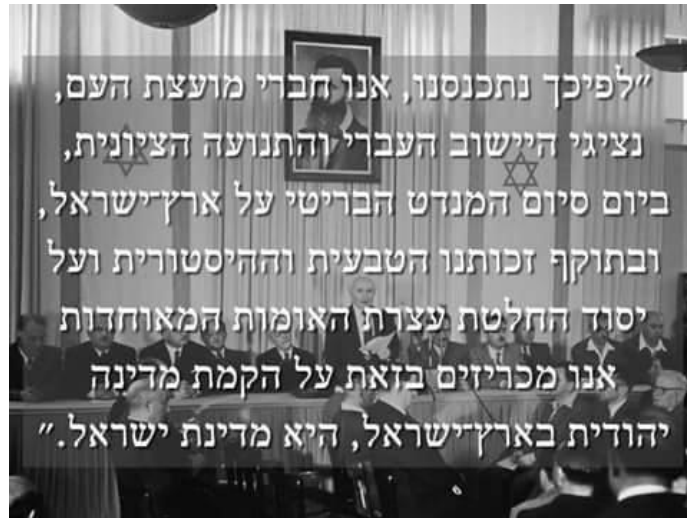 ״לפיכך נתכנסנו, אנו חברי מועצת העם,
נציגי היישוב העברי והתנועה הציונית,
ביום סיום המנדט הבריטי על ארץ־ישראל,
ובתוקף זכותנו הטבעית וההיסטורית ועל
יסוד החלטת עצרת האומות המאוחדות
אנו מכריזים בזאת על הקמת מדינה
יהודית בארץ־ישראל, היא מדינת ישראל.״